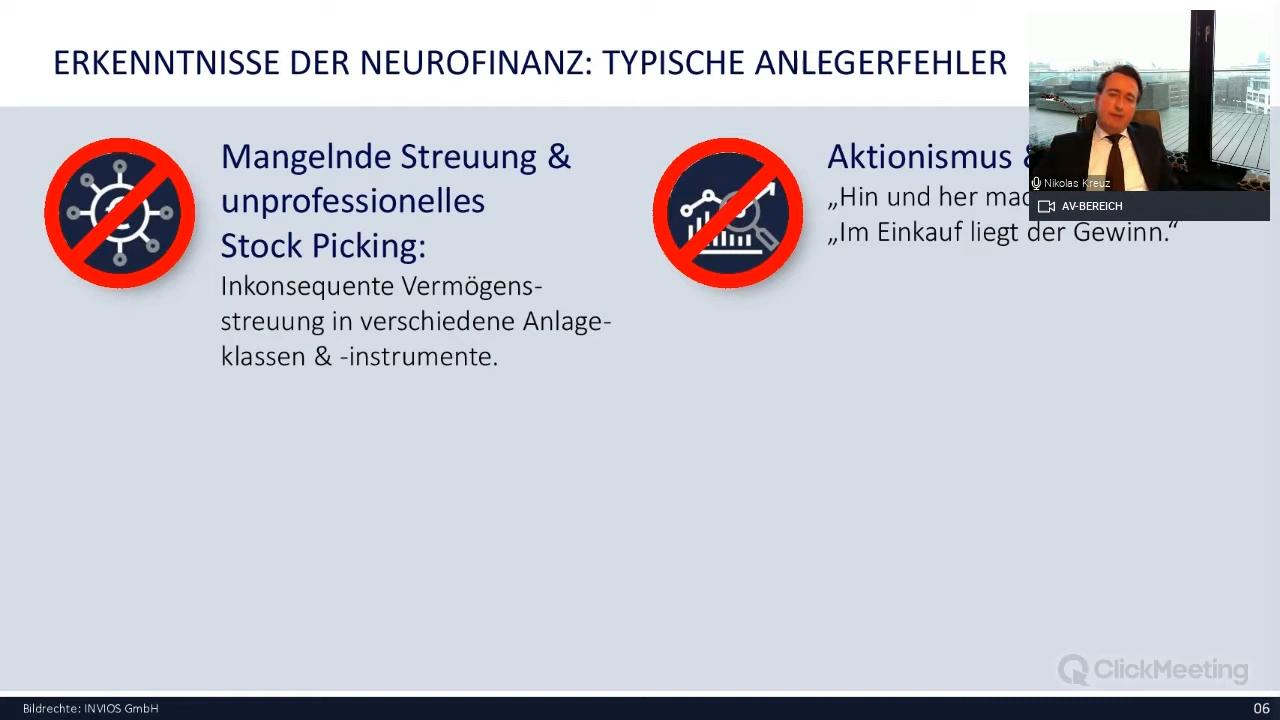 ERKENNTNISSE DER NEUROFINANZ: TYPISCHE ANLEGERFEHLER
Mangelnde Streuung &
unprofessionelles
Stock Picking:
Inkonsequente Vermögens-
streuung in verschiedene Anlage-
klassen & -instrumente.
Aktionismus
„Hin und her
„Im Einkauf liegt der Gewinn.“
Nikolas Kreuz
AV-BEREICH
ClickMeeting
Bildrechte: INVIOS GmbH
06